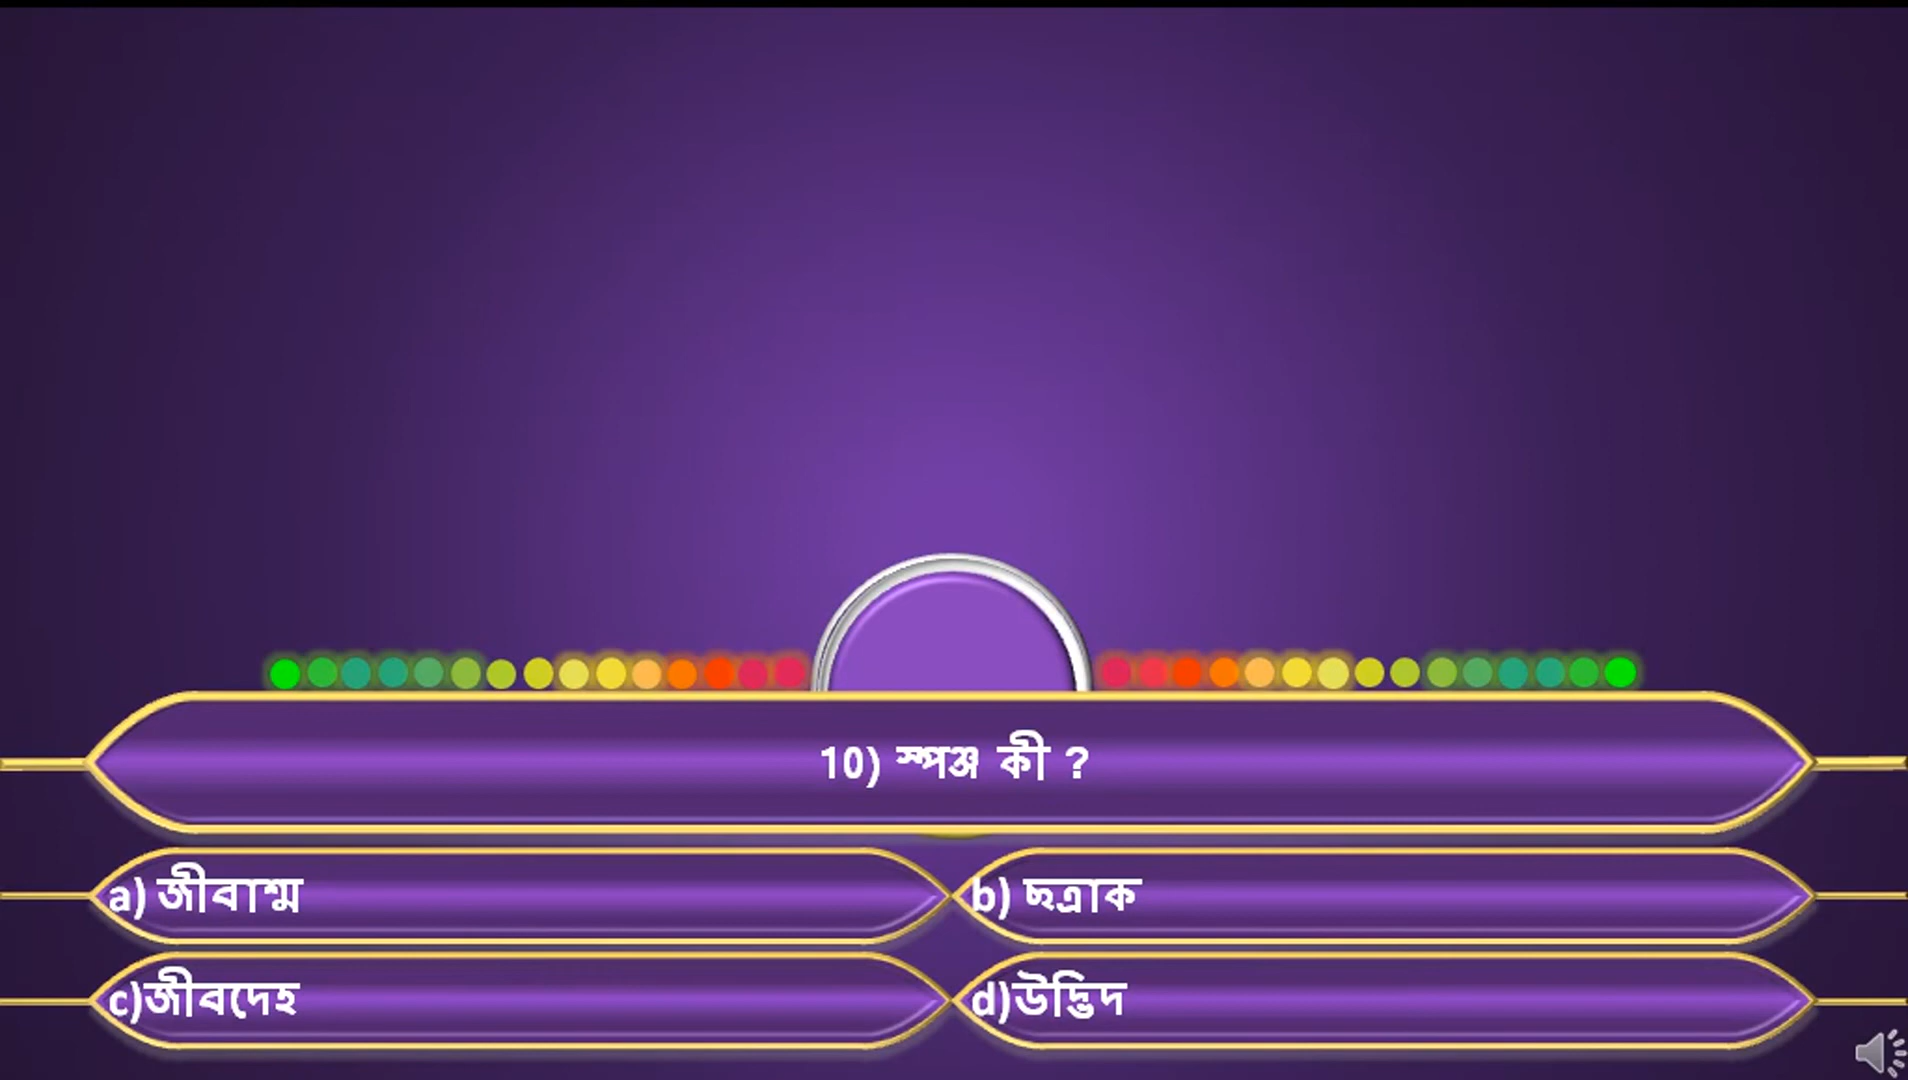 10) স্পঞ্জ কী ?
a) জীবাশ্ম
b) ছত্রাক
c)জীবদেহ
d)উদ্ভিদ